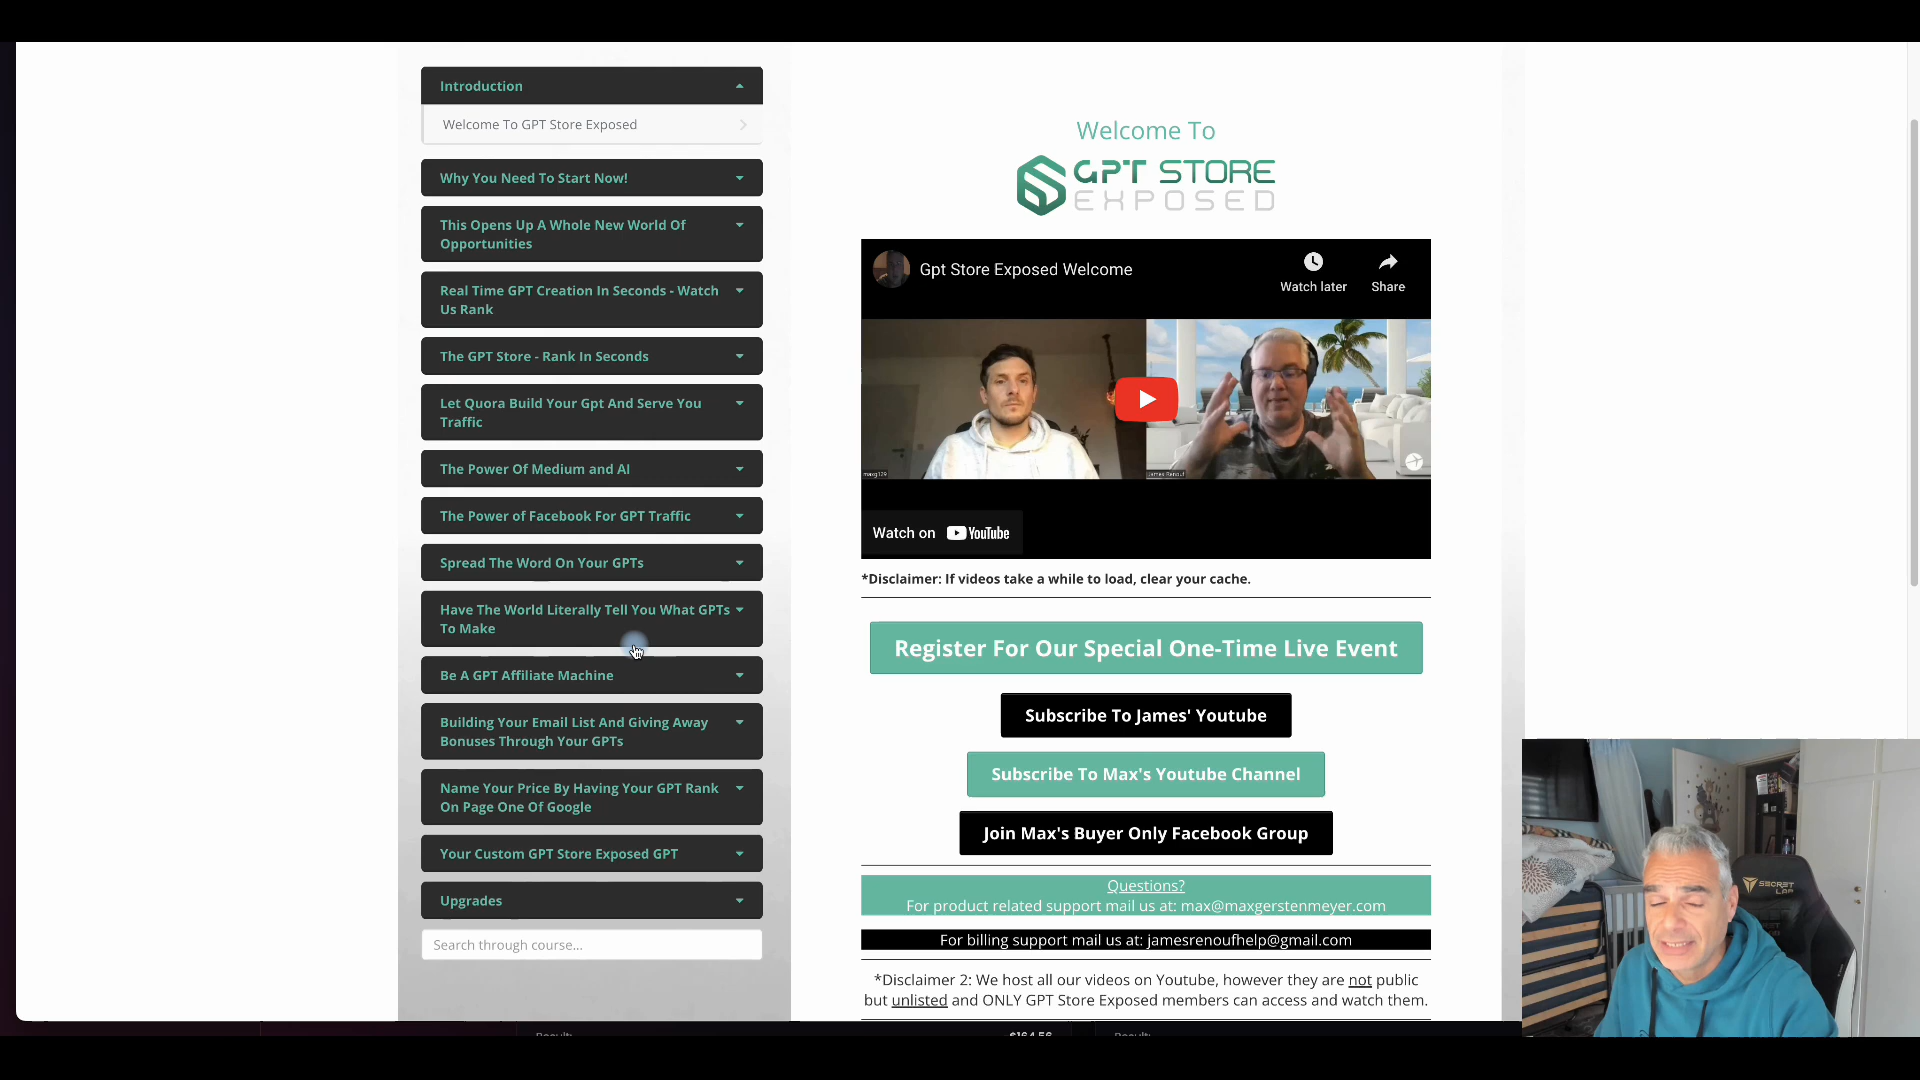 Introduction
Welcome To GPT Store Exposed
Why You Need To Start Now!
This Opens Up A Whole New World Of
Opportunities
Real Time GPT Creation In Seconds - Watch
Us Rank
The GPT Store - Rank In Seconds
Let Quora Build Your Gpt And Serve You
Traffic
The Power Of Medium and AI
The Power of Facebook For GPT Traffic
Spread The Word On Your GPTs
Have The World Literally Tell You What GPTs
To Make
Be A GPT Affiliate Machine
Building Your Email List And Giving Away
Bonuses Through Your GPTs
Name Your Price By Having Your GPT Rank
On Page One Of Google
Your Custom GPT Store Exposed GPT
Upgrades
Search through course...
Welcome To
GPT STORE
EXPOSED
Gpt Store Exposed Welcome
Watch later
Share
maxg129
James Renouf
Watch on YouTube
*Disclaimer: If videos take a while to load, clear your cache.
Register For Our Special One-Time Live Event
Subscribe To James' Youtube
Subscribe To Max's Youtube Channel
Join Max's Buyer Only Facebook Group
Questions?
For product related support mail us at: max@maxgerstenmeyer.com
For billing support mail us at: jamesrenoufhelp@gmail.com
*Disclaimer 2: We host all our videos on Youtube, however they are not public
but unlisted and ONLY GPT Store Exposed members can access and watch them.
SECRETLAB